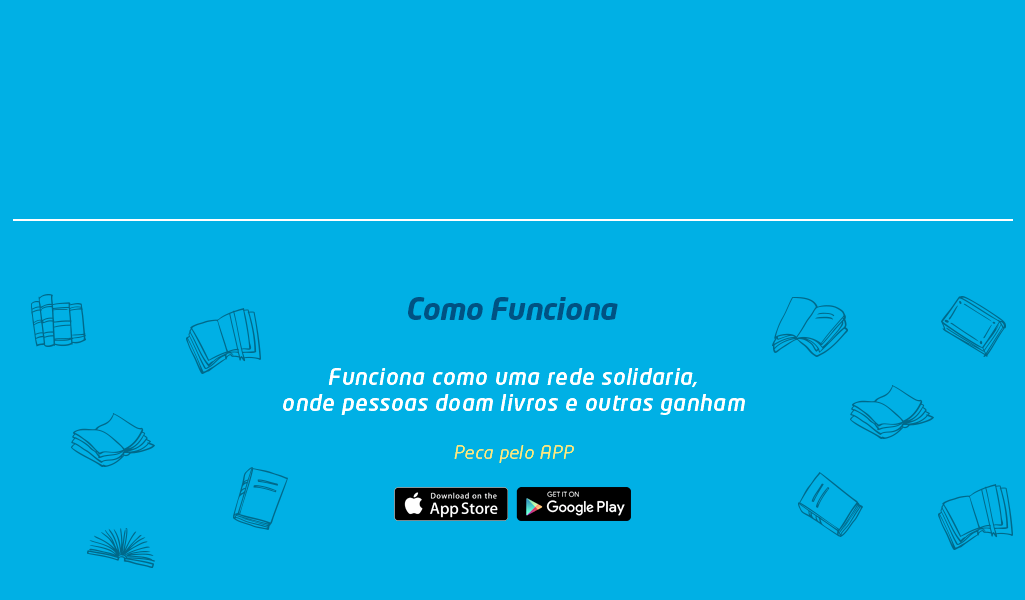 Como Funciona
Funciona como uma rede solidaria,
onde pessoas doam livros e outras ganham
Peca pelo APP
Download on the
App Store
GET IT ON
Google Play